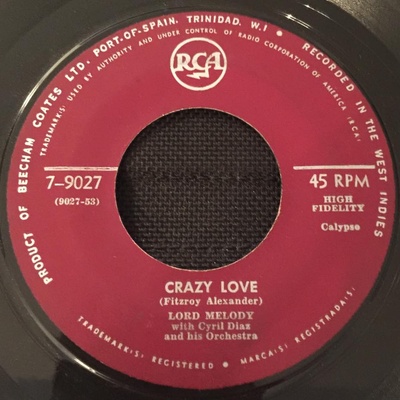 PRODUCT OF BEECHAM COATES LTD. PORT-OF-SPAIN. TRINIDAD. W.I • RECORDED IN THE WEST INDIES
TRADEMARK'S USED BY AUTHORITY AND UNDER CONTROL OF RADIO CORPORATION OF AMERICA (RCA)
RCA
7-9027
(9027-53)
45 RPM
HIGH
FIDELITY
Calypso
CRAZY LOVE
(Fitzroy Alexander)
LORD MELODY
with Cyril Diaz
and his Orchestra
TRADEMARK/S REGISTERED • MARCA/S REGISTRADA/S